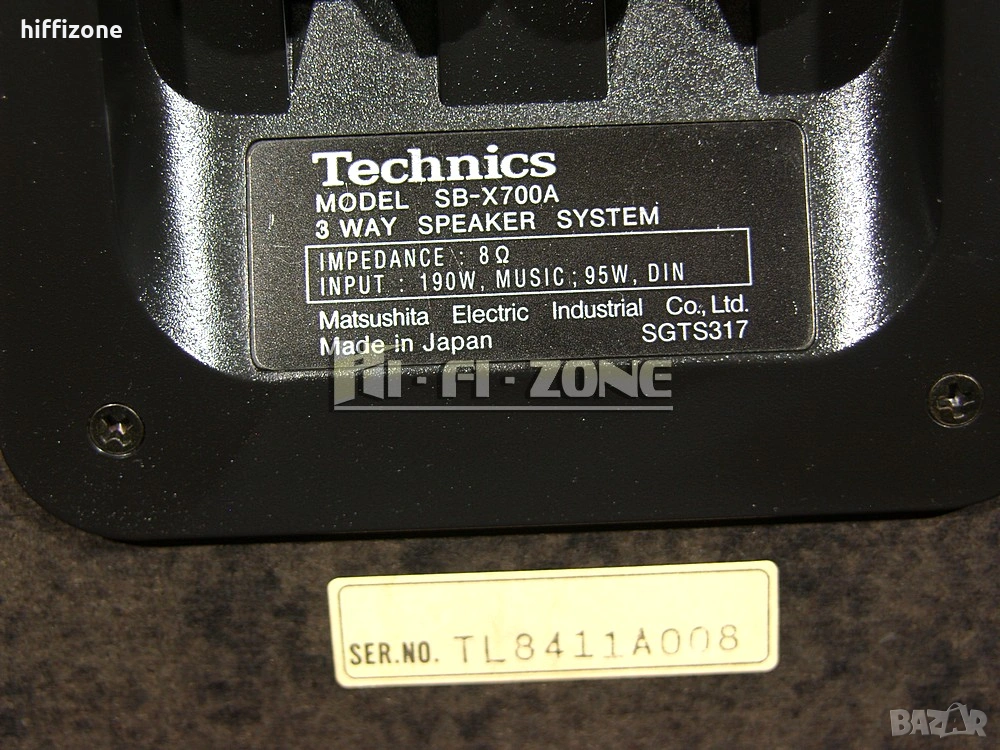 hiffizone
Technics
MODEL SB-X700A
3 WAY SPEAKER SYSTEM
IMPEDANCE : 8Ω
INPUT : 190W, MUSIC ; 95W, DIN
Matsushita Electric Industrial Co., Ltd.
Made in Japan SGTS317
HI-FI-ZONE
SER.NO. TL8411A008
BAZAR